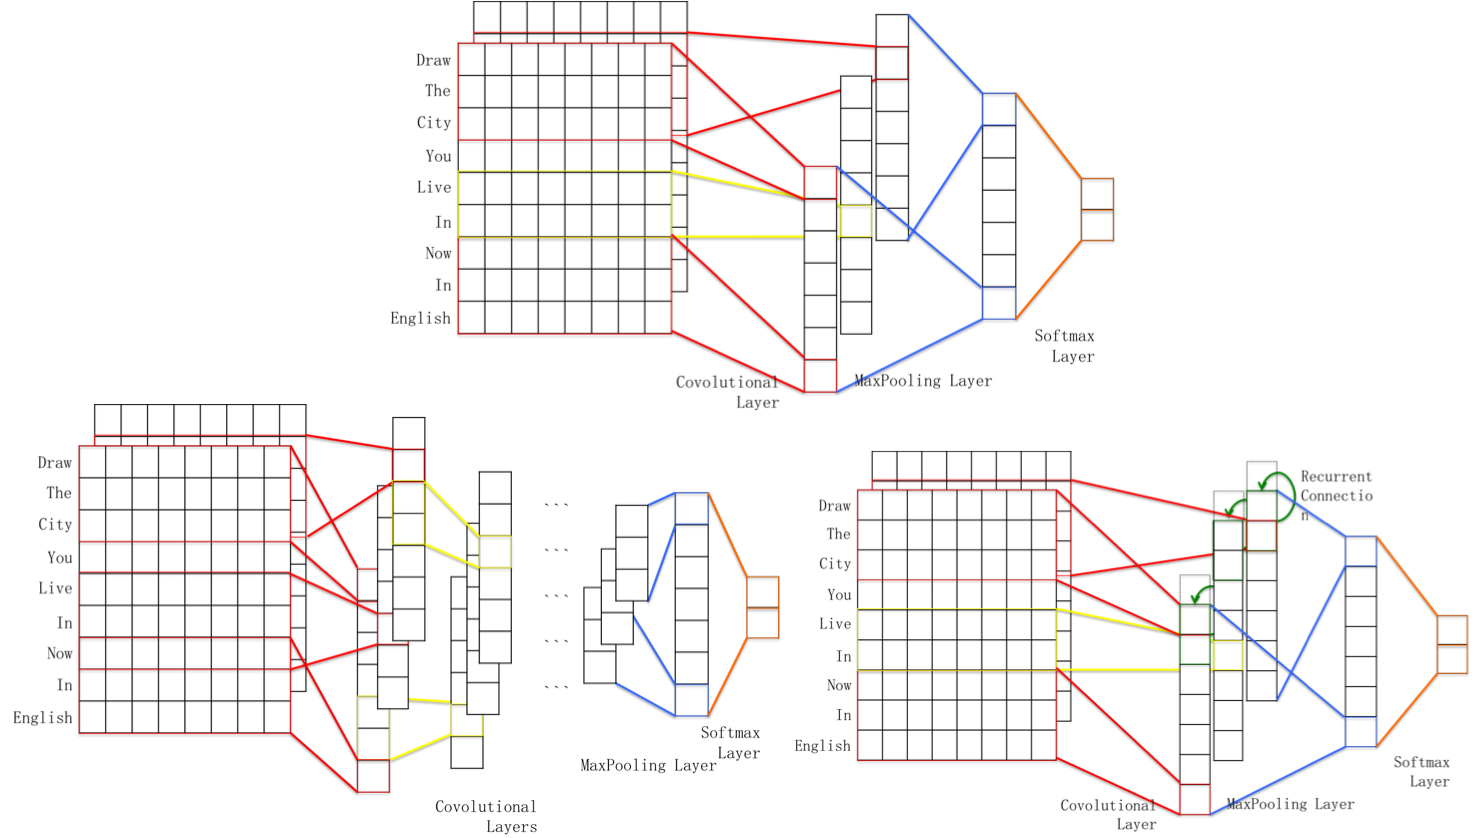 Draw
The
City
You
Live
In
Now
In
English
Covolutional
Layer
MaxPooling Layer
Softmax
Layer
Draw
The
City
You
Live
In
Now
In
English
Covolutional
Layers
MaxPooling Layer
Softmax
Layer
Draw
The
City
You
Live
In
Now
In
English
Recurrent
Connectio
n
Covolutional
Layer
MaxPooling Layer
Softmax
Layer